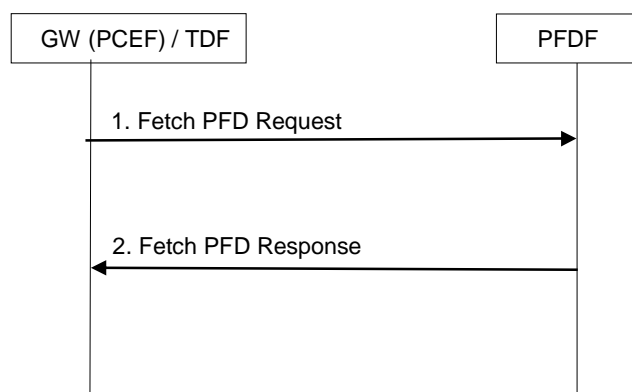 GW (PCEF) / TDF
PFDF
1. Fetch PFD Request
2. Fetch PFD Response